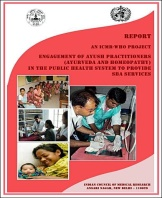 REPORT
AN ICMR-WHO PROJECT
ENGAGEMENT OF AYUSH PRACTITIONERS
(AYURVEDA AND HOMEOPATHY)
IN THE PUBLIC HEALTH SYSTEM TO PROVIDE
SBA SERVICES
INDIAN COUNCIL OF MEDICAL RESEARCH
ANSARI NAGAR, NEW DELHI - 110029